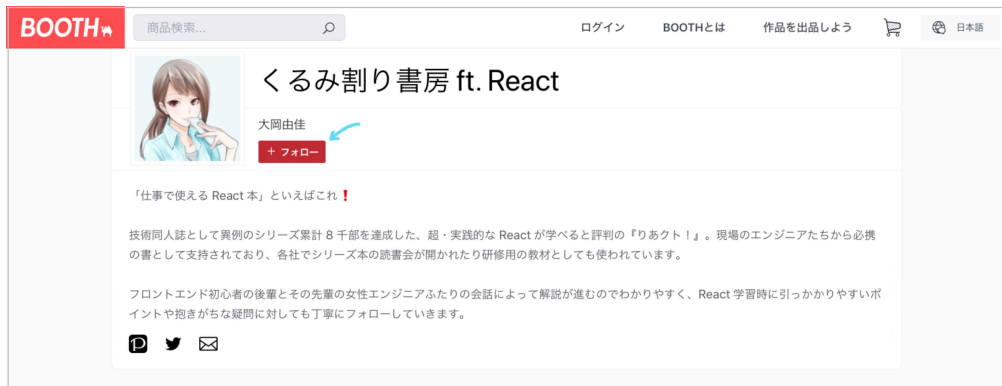 BOOTH
商品検索...
ログイン
BOOTHとは
作品を出品しよう
日本語
くるみ割り書房 ft. React
大岡由佳
+ フォロー
「仕事で使える React 本」といえばこれ❗
技術同人誌として異例のシリーズ累計 8 千部を達成した、超・実践的な React が学べると評判の『りあクト！』。現場のエンジニアたちから必携
の書として支持されており、各社でシリーズ本の読書会が開かれたり研修用の教材としても使われています。
フロントエンド初心者の後輩とその先輩の女性エンジニアふたりの会話によって解説が進むのでわかりやすく、React 学習時に引っかかりやすいポ
イントや抱きがちな疑問に対しても丁寧にフォローしていきます。